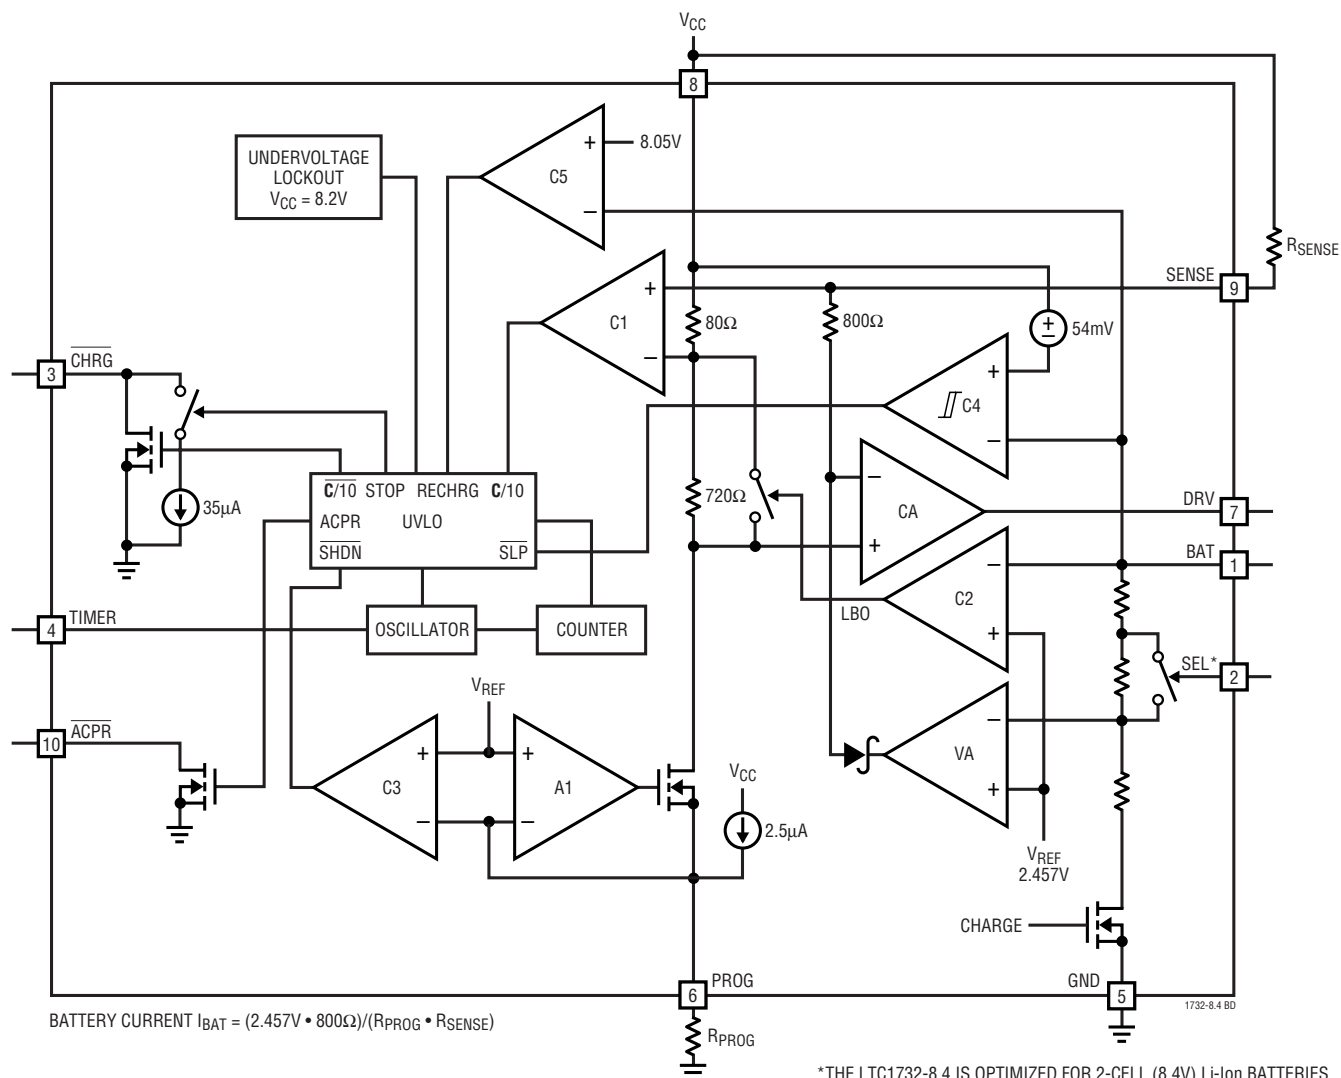 VCC
8
UNDERVOLTAGE
LOCKOUT
VCC = 8.2V
+
8.05V
C5
–
RSENSE
SENSE
9
+
C1
–
80Ω
800Ω
+
–
54mV
3
CHRG
+
C4
–
35µA
C/10 STOP RECHRG C/10
ACPR UVLO
SHDN SLP
720Ω
–
CA
+
DRV
7
BAT
1
–
C2
+
LBO
4
TIMER
OSCILLATOR
COUNTER
SEL*
2
VREF
10
ACPR
+
C3
–
+
A1
–
VCC
2.5µA
–
VA
+
VREF
2.457V
CHARGE
PROG
6
GND
5
1732-8.4 BD
BATTERY CURRENT IBAT = (2.457V • 800Ω)/(RPROG • RSENSE)
RPROG
*THE LTC1732-8.4 IS OPTIMIZED FOR 2-CELL (8.4V) Li-Ion BATTERIES